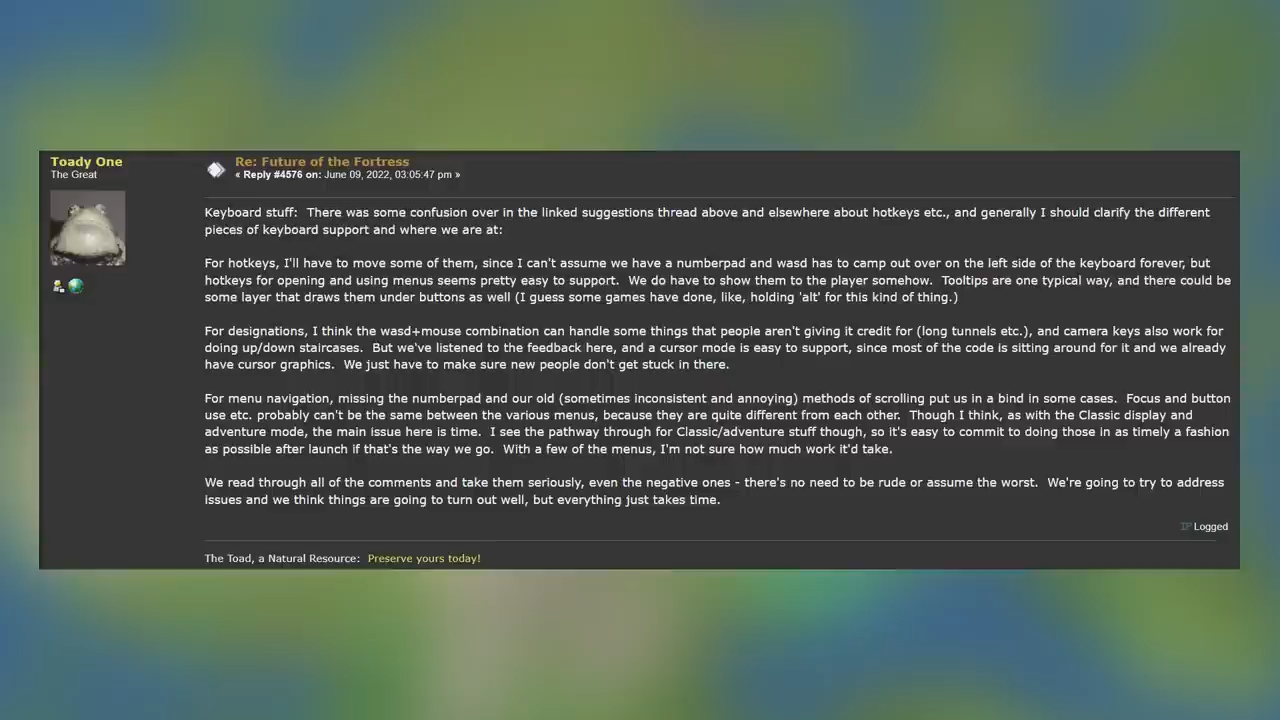 Toady One
The Great
Re: Future of the Fortress
« Reply #4576 on: June 09, 2022, 03:05:47 pm »
Keyboard stuff:  There was some confusion over in the linked suggestions thread above and elsewhere about hotkeys etc., and generally I should clarify the different
pieces of keyboard support and where we are at:
For hotkeys, I'll have to move some of them, since I can't assume we have a numberpad and wasd has to camp out over on the left side of the keyboard forever, but
hotkeys for opening and using menus seems pretty easy to support.  We do have to show them to the player somehow.  Tooltips are one typical way, and there could be
some layer that draws them under buttons as well (I guess some games have done, like, holding 'alt' for this kind of thing.)
For designations, I think the wasd+mouse combination can handle some things that people aren't giving it credit for (long tunnels etc.), and camera keys also work for
doing up/down staircases.  But we've listened to the feedback here, and a cursor mode is easy to support, since most of the code is sitting around for it and we already
have cursor graphics.  We just have to make sure new people don't get stuck in there.
For menu navigation, missing the numberpad and our old (sometimes inconsistent and annoying) methods of scrolling put us in a bind in some cases.  Focus and button
use etc. probably can't be the same between the various menus, because they are quite different from each other.  Though I think, as with the Classic display and
adventure mode, the main issue here is time.  I see the pathway through for Classic/adventure stuff though, so it's easy to commit to doing those in as timely a fashion
as possible after launch if that's the way we go.  With a few of the menus, I'm not sure how much work it'd take.
We read through all of the comments and take them seriously, even the negative ones - there's no need to be rude or assume the worst.  We're going to try to address
issues and we think things are going to turn out well, but everything just takes time.
IP Logged
The Toad, a Natural Resource:  Preserve yours today!